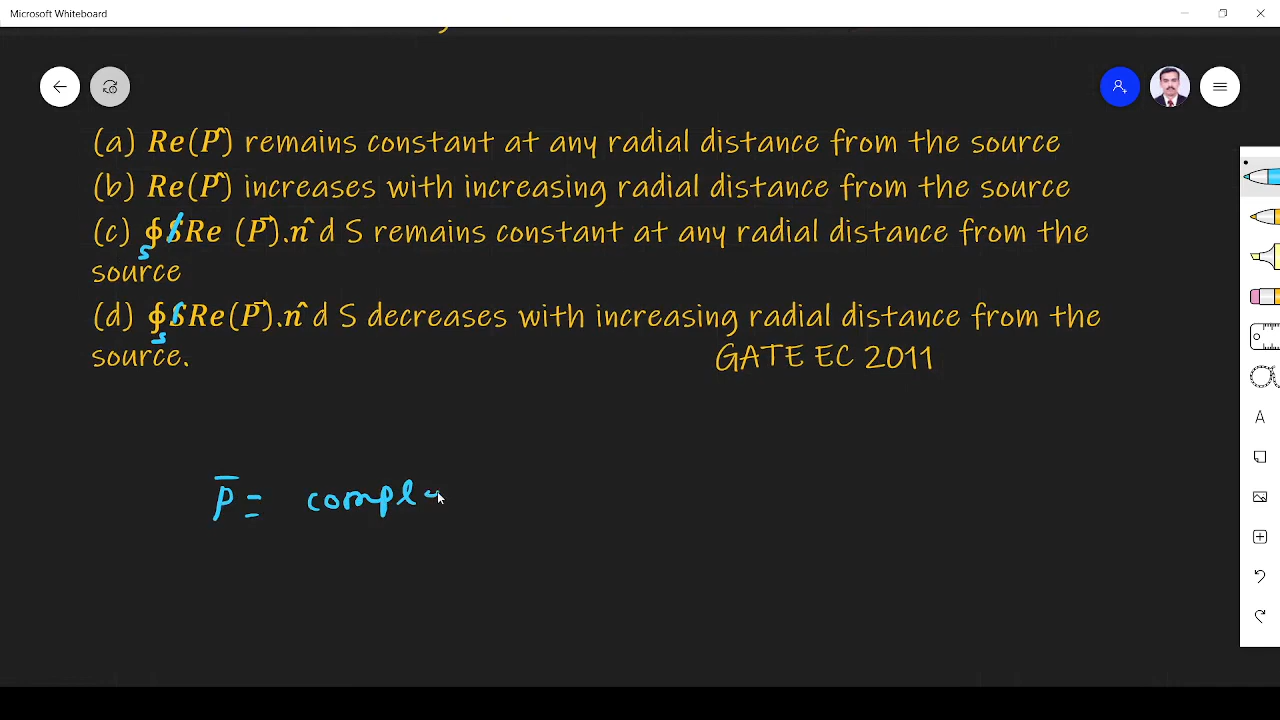 Microsoft Whiteboard
(a) Re(P̂) remains constant at any radial distance from the source
(b) Re(P̂) increases with increasing radial distance from the source
(c) ∮S Re (P⃗).n̂ d S remains constant at any radial distance from the
s
source
(d) ∮S Re(P⃗).n̂ d S decreases with increasing radial distance from the
s
source.
GATE EC 2011
P̄ = comple
A